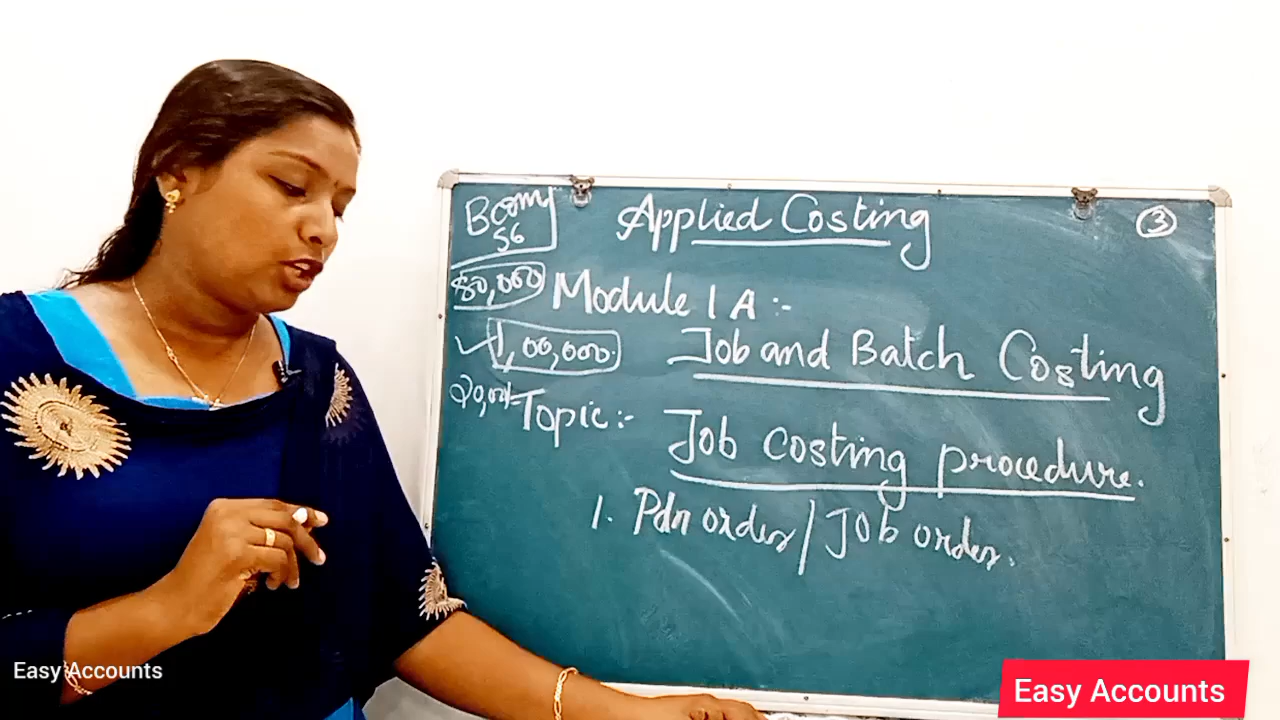 Bcom
S6
Applied Costing
3
80,000
Module 1 A :-
1,00,000.
Job and Batch Costing
Topic :-
Job costing procedure.
1. Pdn order / Job order.
Easy Accounts
Easy Accounts